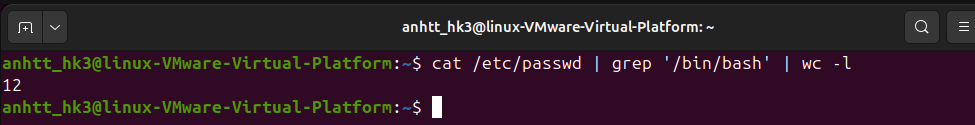 anhtt_hk3@linux-VMware-Virtual-Platform: ~
anhtt_hk3@linux-VMware-Virtual-Platform:~$ cat /etc/passwd | grep '/bin/bash' | wc -l
12
anhtt_hk3@linux-VMware-Virtual-Platform:~$